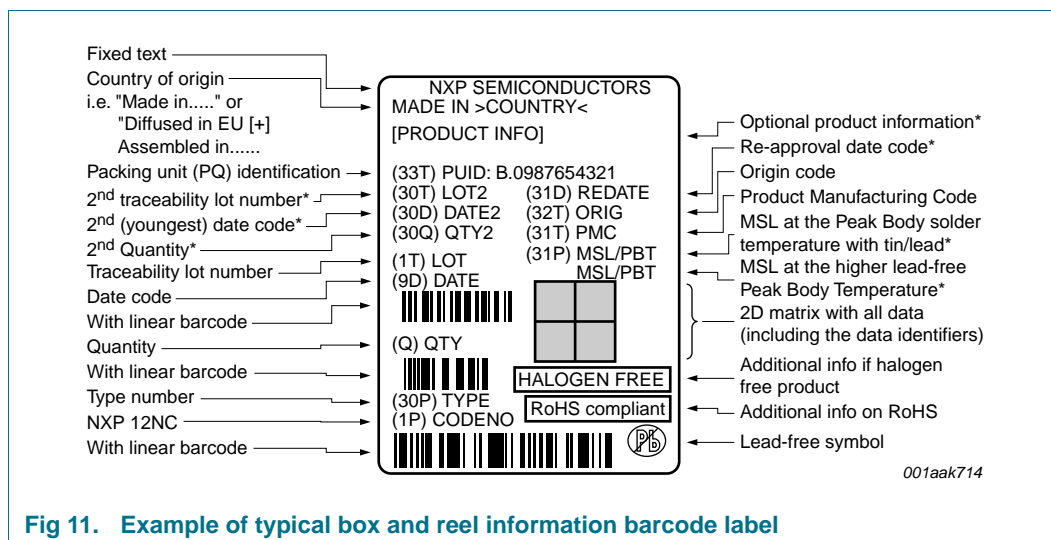 Fixed text
Country of origin
i.e. "Made in....." or
"Diffused in EU [+]
Assembled in......
Packing unit (PQ) identification
2nd traceability lot number*
2nd (youngest) date code*
2nd Quantity*
Traceability lot number
Date code
With linear barcode
Quantity
With linear barcode
Type number
NXP 12NC
With linear barcode
NXP SEMICONDUCTORS
MADE IN >COUNTRY<
[PRODUCT INFO]
(33T) PUID: B.0987654321
(30T) LOT2 (31D) REDATE
(30D) DATE2 (32T) ORIG
(30Q) QTY2 (31T) PMC
(31P) MSL/PBT
(1T) LOT MSL/PBT
(9D) DATE
(Q) QTY
HALOGEN FREE
(30P) TYPE
RoHS compliant
(1P) CODENO
Pb
Optional product information*
Re-approval date code*
Origin code
Product Manufacturing Code
MSL at the Peak Body solder
temperature with tin/lead*
MSL at the higher lead-free
Peak Body Temperature*
2D matrix with all data
(including the data identifiers)
Additional info if halogen
free product
Additional info on RoHS
Lead-free symbol
001aak714
Fig 11. Example of typical box and reel information barcode label